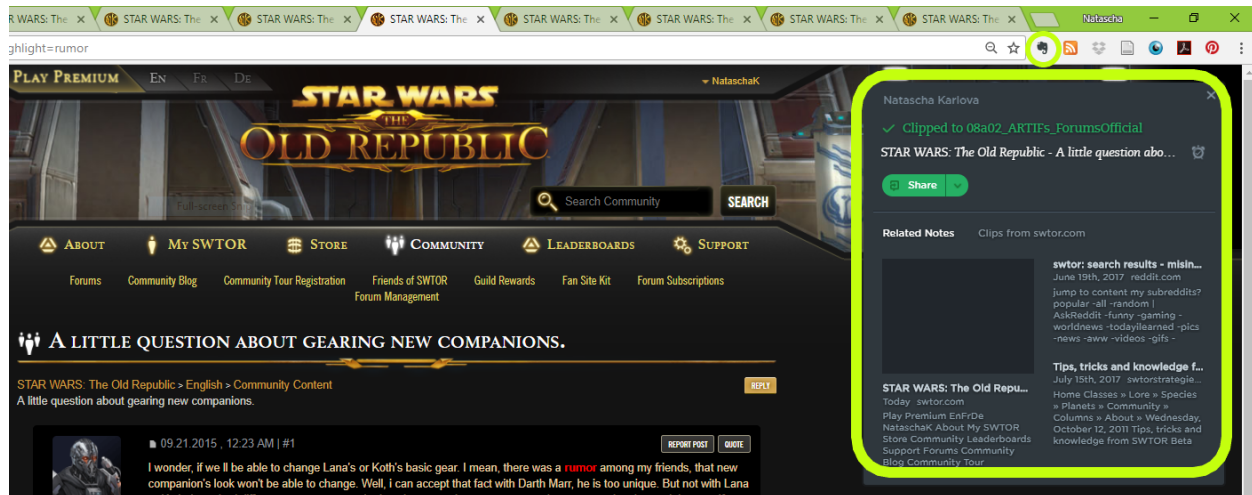 R WARS: The
STAR WARS: The
STAR WARS: The
STAR WARS: The
STAR WARS: The
STAR WARS: The
STAR WARS: The
STAR WARS: The
Natascha
ghlight=rumor
PLAY PREMIUM EN FR DE
NataschaK
STAR WARS
THE
OLD REPUBLIC
Search Community SEARCH
ABOUT MY SWTOR STORE COMMUNITY LEADERBOARDS SUPPORT
Forums Community Blog Community Tour Registration Friends of SWTOR Guild Rewards Fan Site Kit Forum Subscriptions
Forum Management
A LITTLE QUESTION ABOUT GEARING NEW COMPANIONS.
STAR WARS: The Old Republic > English > Community Content
A little question about gearing new companions.
REPLY
09.21.2015 , 12:23 AM | #1
REPORT POST QUOTE
I wonder, if we ll be able to change Lana's or Koth's basic gear. I mean, there was a rumor among my friends, that new
companion's look won't be able to change. Well, i can accept that fact with Darth Marr, he is too unique. But not with Lana
Natascha Karlova
Clipped to 08a02_ARTIFs_ForumsOfficial
STAR WARS: The Old Republic - A little question abo...
Share
Related Notes Clips from swtor.com
STAR WARS: The Old Repu...
Today swtor.com
Play Premium EnFrDe
NataschaK About My SWTOR
Store Community Leaderboards
Support Forums Community
Blog Community Tour
swtor: search results - misin...
June 19th, 2017 reddit.com
jump to content my subreddits?
popular -all -random |
AskReddit -funny -gaming -
worldnews -todayilearned -pics
-news -aww -videos -gifs -
Tips, tricks and knowledge f...
July 15th, 2017 swtorstrategie...
Home Classes » Lore » Species
» Planets » Community »
Columns » About » Wednesday,
October 12, 2011 Tips, tricks and
knowledge from SWTOR Beta